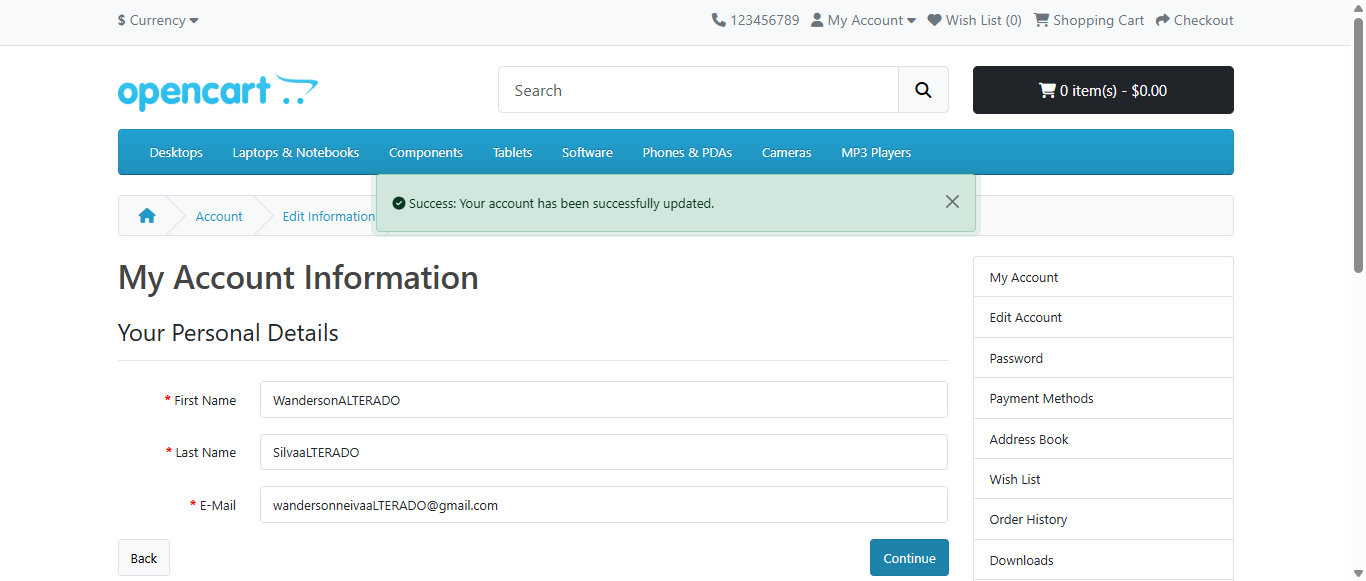 $ Currency
123456789 My Account Wish List (0) Shopping Cart Checkout
opencart
Search
0 item(s) - $0.00
Desktops Laptops & Notebooks Components Tablets Software Phones & PDAs Cameras MP3 Players
Success: Your account has been successfully updated.
Account Edit Information
My Account Information
Your Personal Details
* First Name WandersonALTERADO
* Last Name SilvaaLTERADO
* E-Mail wandersonneivaaLTERADO@gmail.com
Back
Continue
My Account
Edit Account
Password
Payment Methods
Address Book
Wish List
Order History
Downloads